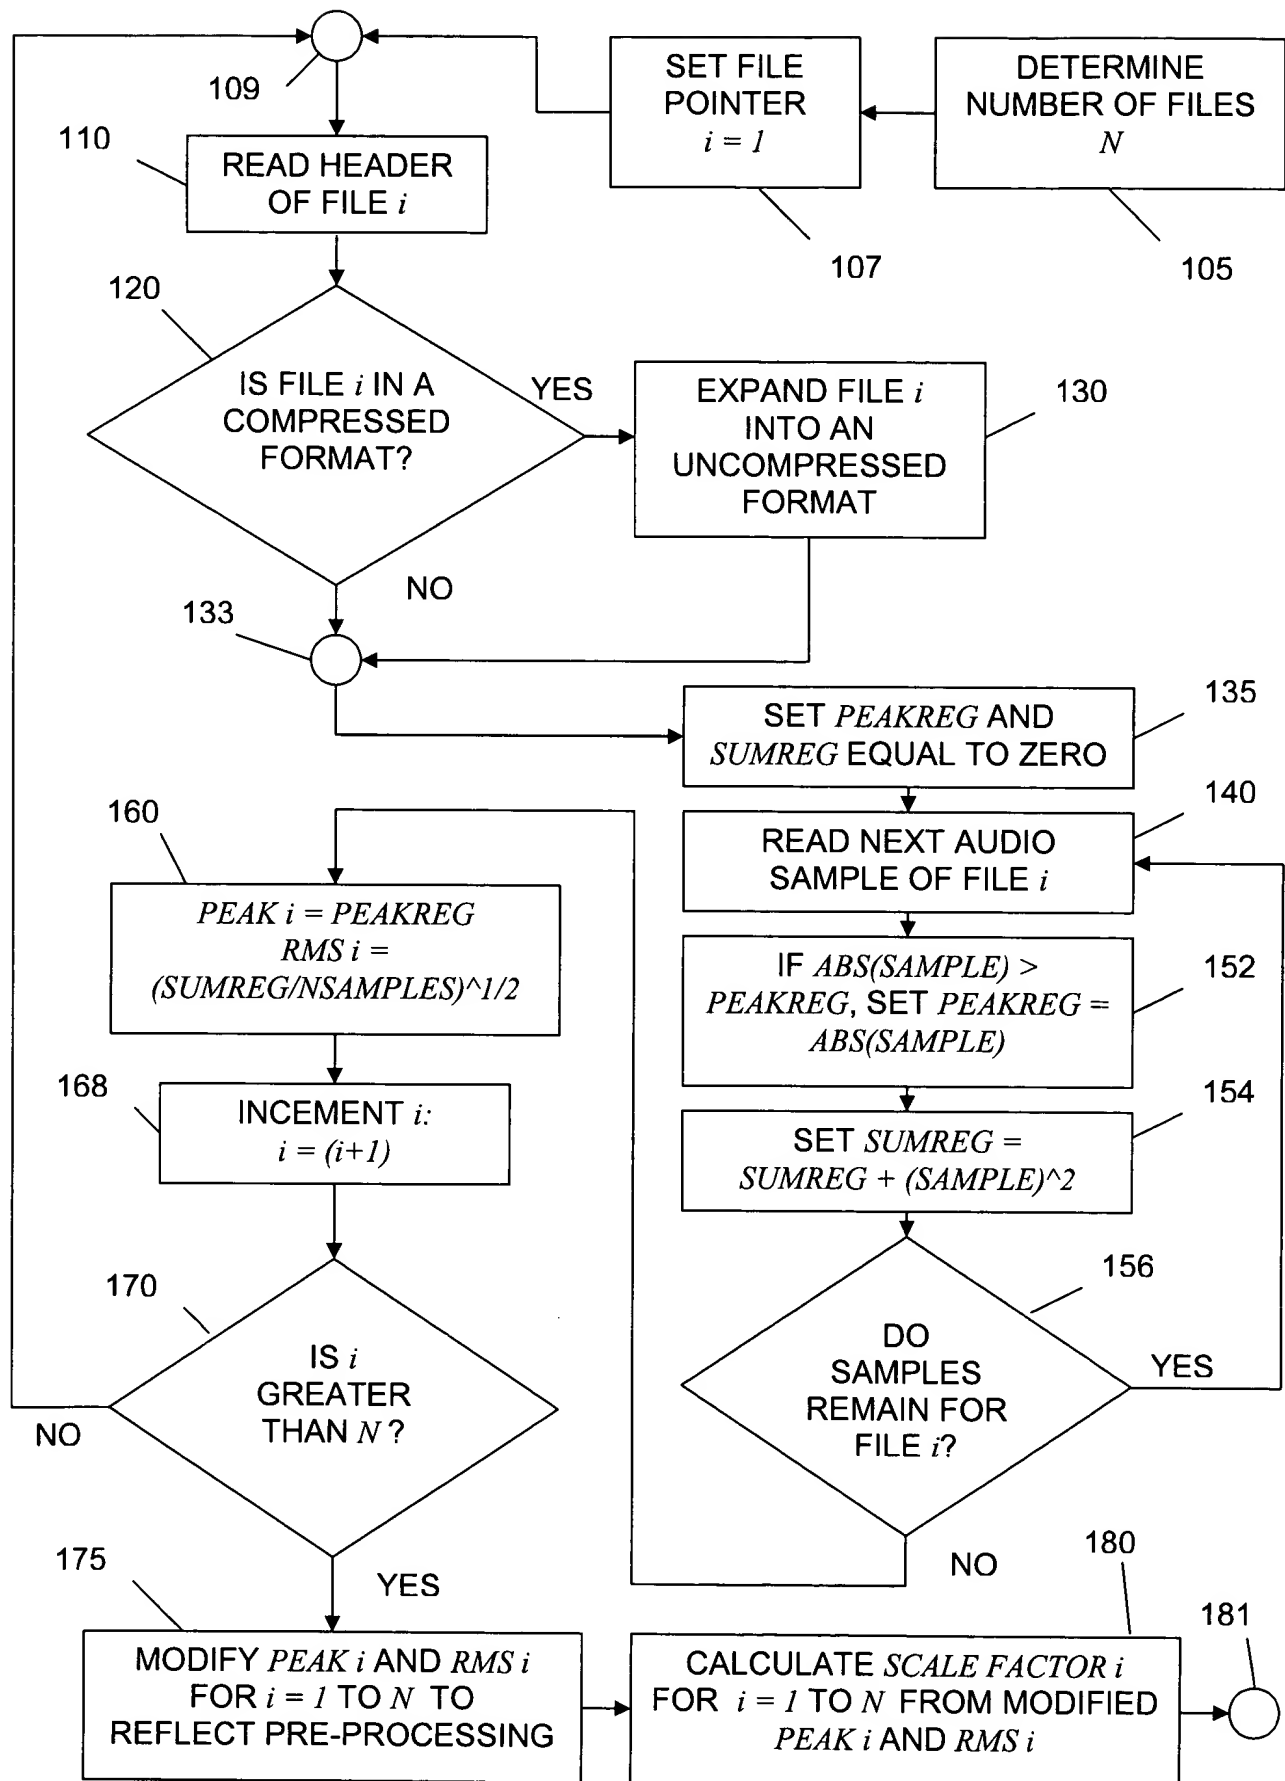 DETERMINE
NUMBER OF FILES
N
105
SET FILE
POINTER
i = 1
107
109
110
READ HEADER
OF FILE i
120
IS FILE i IN A
COMPRESSED
FORMAT?
YES
NO
EXPAND FILE i
INTO AN
UNCOMPRESSED
FORMAT
130
133
SET PEAKREG AND
SUMREG EQUAL TO ZERO
135
READ NEXT AUDIO
SAMPLE OF FILE i
140
IF ABS(SAMPLE) >
PEAKREG, SET PEAKREG =
ABS(SAMPLE)
152
SET SUMREG =
SUMREG + (SAMPLE)^2
154
DO
SAMPLES
REMAIN FOR
FILE i?
156
YES
NO
160
PEAK i = PEAKREG
RMS i =
(SUMREG/NSAMPLES)^1/2
168
INCEMENT i:
i = (i+1)
170
IS i
GREATER
THAN N ?
NO
YES
175
MODIFY PEAK i AND RMS i
FOR i = 1 TO N TO
REFLECT PRE-PROCESSING
180
CALCULATE SCALE FACTOR i
FOR i = 1 TO N FROM MODIFIED
PEAK i AND RMS i
181